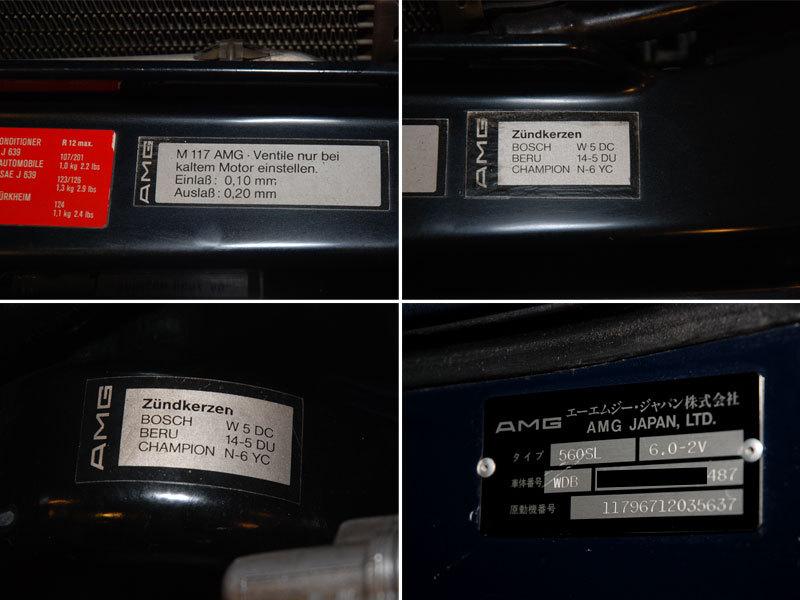 CONDITIONER
R 12 max.
J 639
AUTOMOBILE
SAE J 639
ÜRKHEIM
107/201
1,0 kg 2.2 lbs
123/126
1,3 kg 2.9 lbs
124
1,1 kg 2.4 lbs
AMG
M 117 AMG · Ventile nur bei
kaltem Motor einstellen.
Einlaß: 0,10 mm
Auslaß: 0,20 mm
AMG
Zündkerzen
BOSCH W 5 DC
BERU 14-5 DU
CHAMPION N-6 YC
AMG
Zündkerzen
BOSCH W 5 DC
BERU 14-5 DU
CHAMPION N-6 YC
AMG エーエムジー・ジャパン株式会社
AMG JAPAN, LTD.
タイプ 560SL 6.0-2V
車体番号 WDB 487
原動機番号 11796712035637